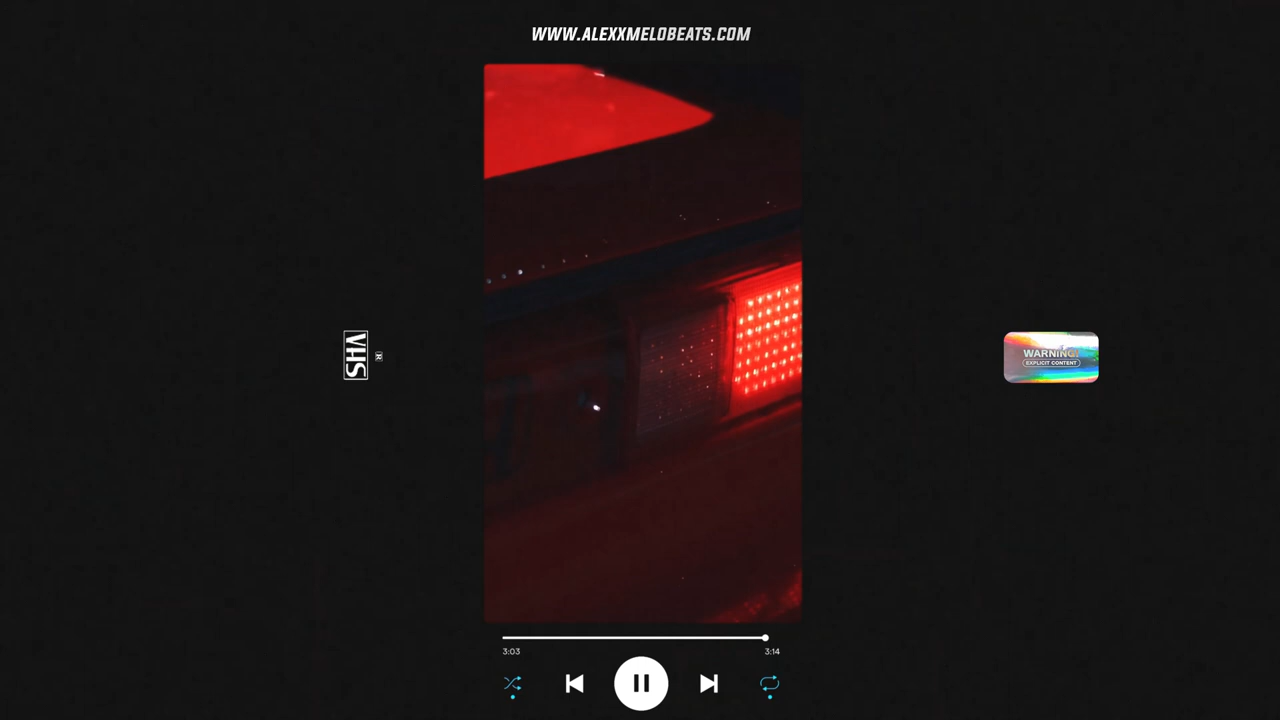 WWW.ALEXXMELOBEATS.COM
VHS
R
WARNING:
EXPLICIT CONTENT
3:03
3:14